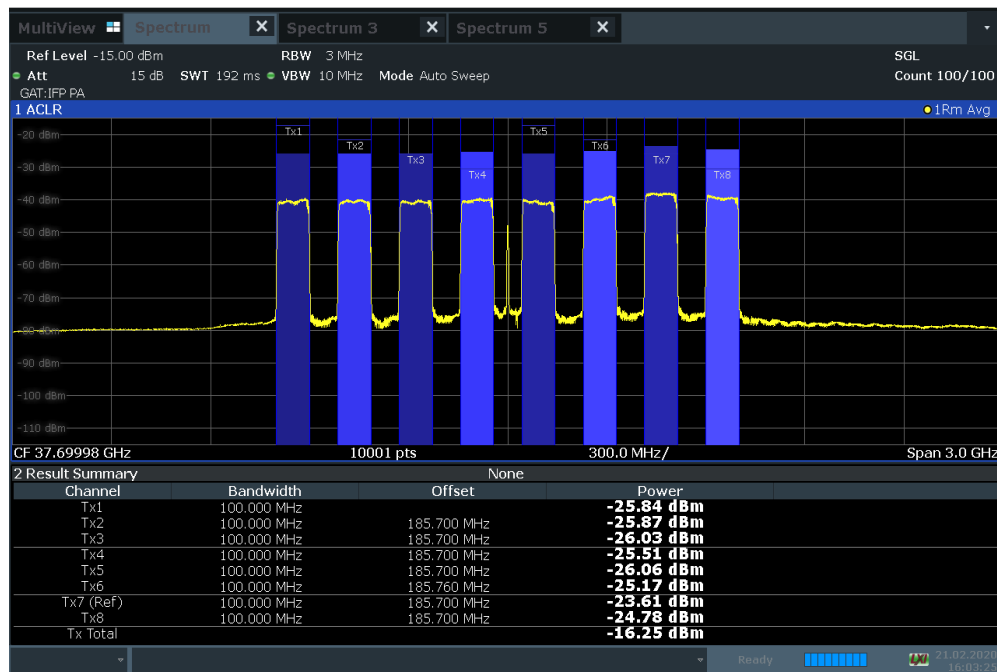 MultiView Spectrum X Spectrum 3 X Spectrum 5 X
Ref Level -15.00 dBm RBW 3 MHz SGL
Att 15 dB SWT 192 ms VBW 10 MHz Mode Auto Sweep Count 100/100
GAT:IFP PA
1 ACLR 1Rm Avg
-20 dBm
Tx1 Tx5
Tx2 Tx6
Tx3 Tx7
-30 dBm
Tx4 Tx8
-40 dBm
-50 dBm
-60 dBm
-70 dBm
-80 dBm
-90 dBm
-100 dBm
-110 dBm
CF 37.69998 GHz 10001 pts 300.0 MHz/ Span 3.0 GHz
2 Result Summary None
Channel Bandwidth Offset Power
Tx1 100.000 MHz -25.84 dBm
Tx2 100.000 MHz 185.700 MHz -25.87 dBm
Tx3 100.000 MHz 185.700 MHz -26.03 dBm
Tx4 100.000 MHz 185.700 MHz -25.51 dBm
Tx5 100.000 MHz 185.700 MHz -26.06 dBm
Tx6 100.000 MHz 185.760 MHz -25.17 dBm
Tx7 (Ref) 100.000 MHz 185.700 MHz -23.61 dBm
Tx8 100.000 MHz 185.700 MHz -24.78 dBm
Tx Total -16.25 dBm
Ready LXI 21.02.2020
16:03:25